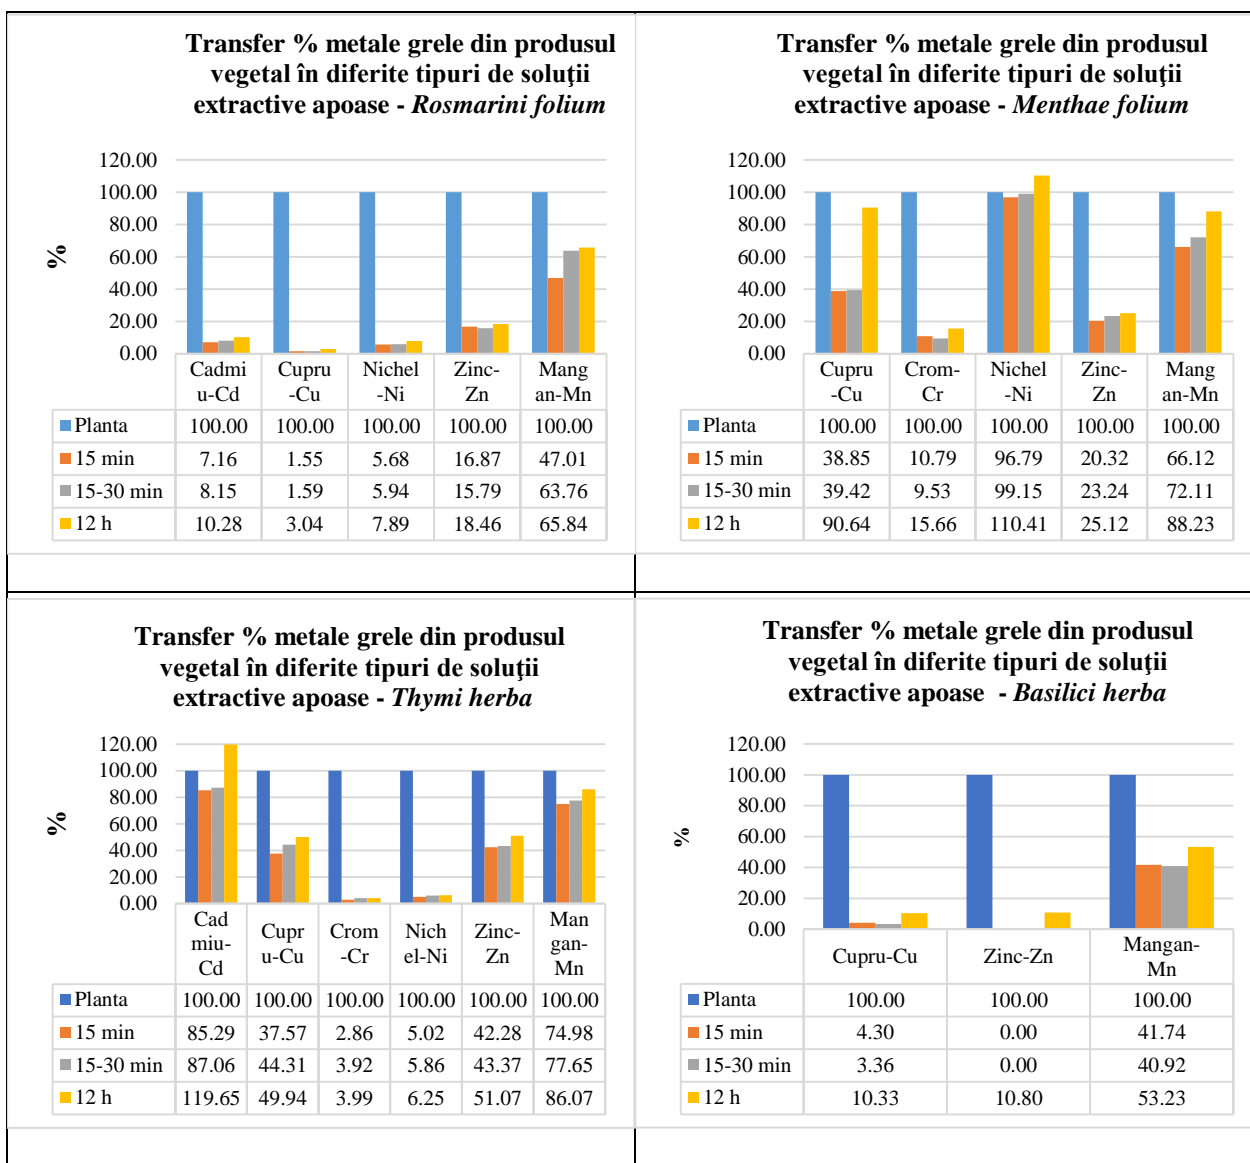 Transfer % metale grele din produsul
vegetal în diferite tipuri de soluţii
extractive apoase - Rosmarini folium
%
120.00
100.00
80.00
60.00
40.00
20.00
0.00
Cadmi
u-Cd
Cupru
-Cu
Nichel
-Ni
Zinc-
Zn
Mang
an-Mn
Planta 100.00 100.00 100.00 100.00 100.00
15 min 7.16 1.55 5.68 16.87 47.01
15-30 min 8.15 1.59 5.94 15.79 63.76
12 h 10.28 3.04 7.89 18.46 65.84
Transfer % metale grele din produsul
vegetal în diferite tipuri de soluţii
extractive apoase - Menthae folium
120.00
100.00
80.00
60.00
40.00
20.00
0.00
Cupru
-Cu
Crom-
Cr
Nichel
-Ni
Zinc-
Zn
Mang
an-Mn
Planta 100.00 100.00 100.00 100.00 100.00
15 min 38.85 10.79 96.79 20.32 66.12
15-30 min 39.42 9.53 99.15 23.24 72.11
12 h 90.64 15.66 110.41 25.12 88.23
Transfer % metale grele din produsul
vegetal în diferite tipuri de soluţii
extractive apoase - Thymi herba
%
120.00
100.00
80.00
60.00
40.00
20.00
0.00
Cad
miu-
Cd
Cupr
u-Cu
Crom
-Cr
Nich
el-Ni
Zinc-
Zn
Man
gan-
Mn
Planta 100.00 100.00 100.00 100.00 100.00 100.00
15 min 85.29 37.57 2.86 5.02 42.28 74.98
15-30 min 87.06 44.31 3.92 5.86 43.37 77.65
12 h 119.65 49.94 3.99 6.25 51.07 86.07
Transfer % metale grele din produsul
vegetal în diferite tipuri de soluţii
extractive apoase - Basilici herba
%
120.00
100.00
80.00
60.00
40.00
20.00
0.00
Cupru-Cu
Zinc-Zn
Mangan-
Mn
Planta 100.00 100.00 100.00
15 min 4.30 0.00 41.74
15-30 min 3.36 0.00 40.92
12 h 10.33 10.80 53.23